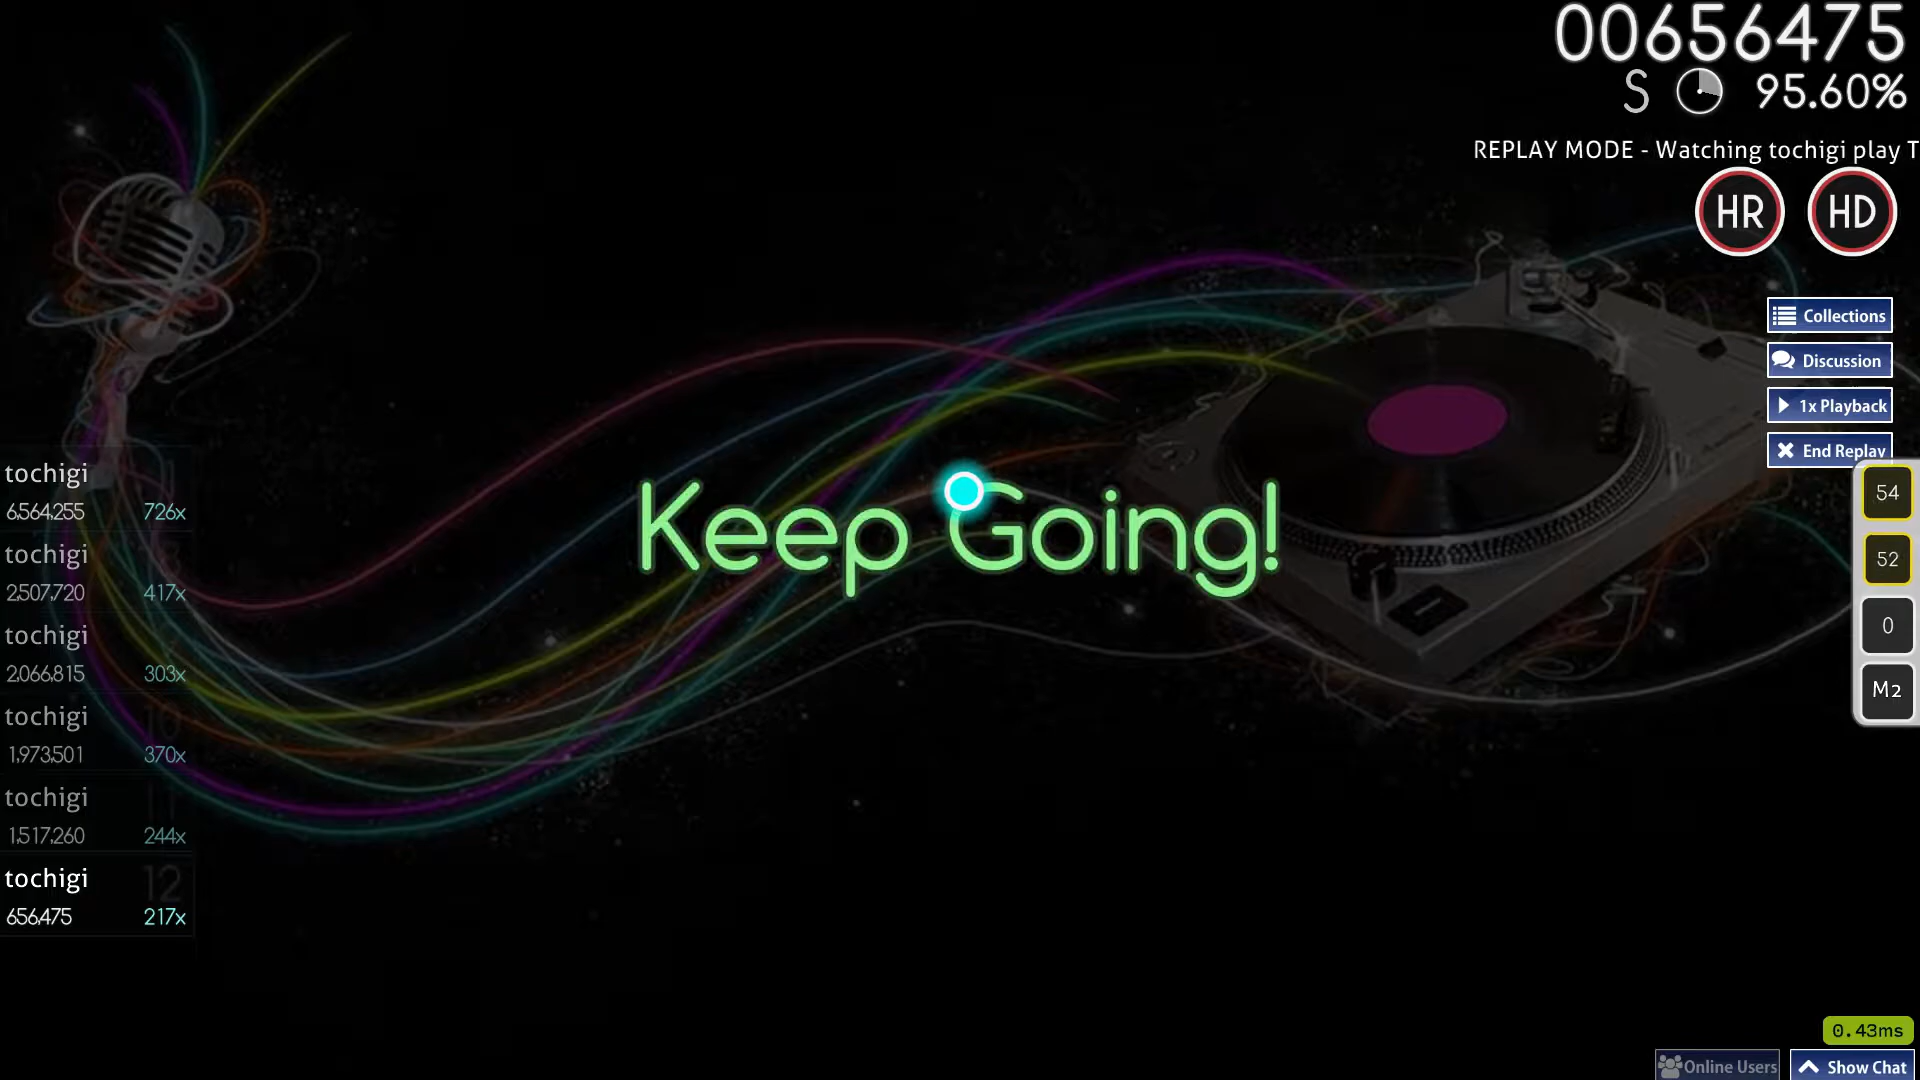 00656475
S 95.60%
REPLAY MODE - Watching tochigi play T
HR HD
Collections
Discussion
1x Playback
End Replay
54
52
0
M2
Keep Going!
tochigi
6,564,255 726x
tochigi
2,507,720 417x
tochigi
2,066,815 303x
tochigi 10
1,973,501 370x
tochigi 11
1,517,260 244x
tochigi 12
656,475 217x
0.43ms
Online Users
Show Chat